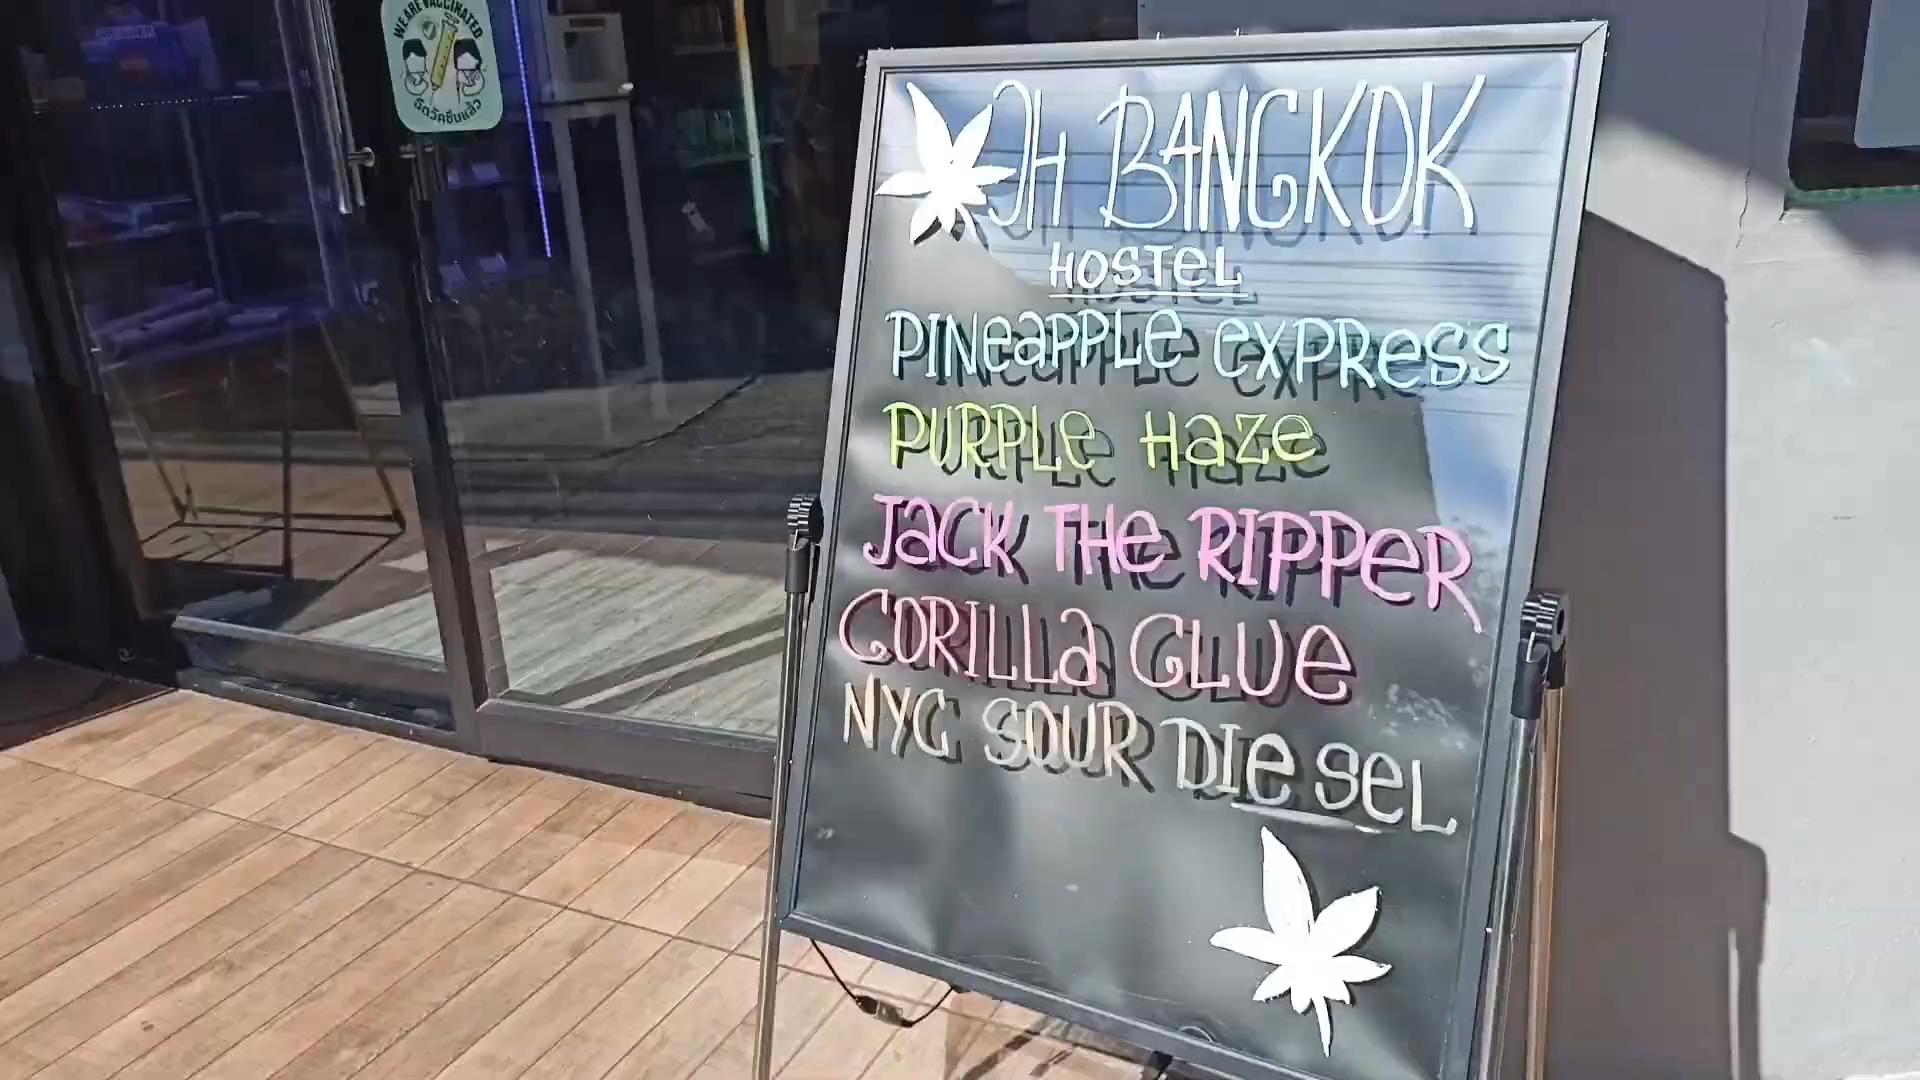 WE ARE VACCINATED
ฉีดวัคซีนแล้ว
OH BANGKOK
HOSTEL
PINEAPPLE EXPRESS
PURPLE HAZE
JACK THE RIPPER
GORILLA GLUE
NYC SOUR DIESEL